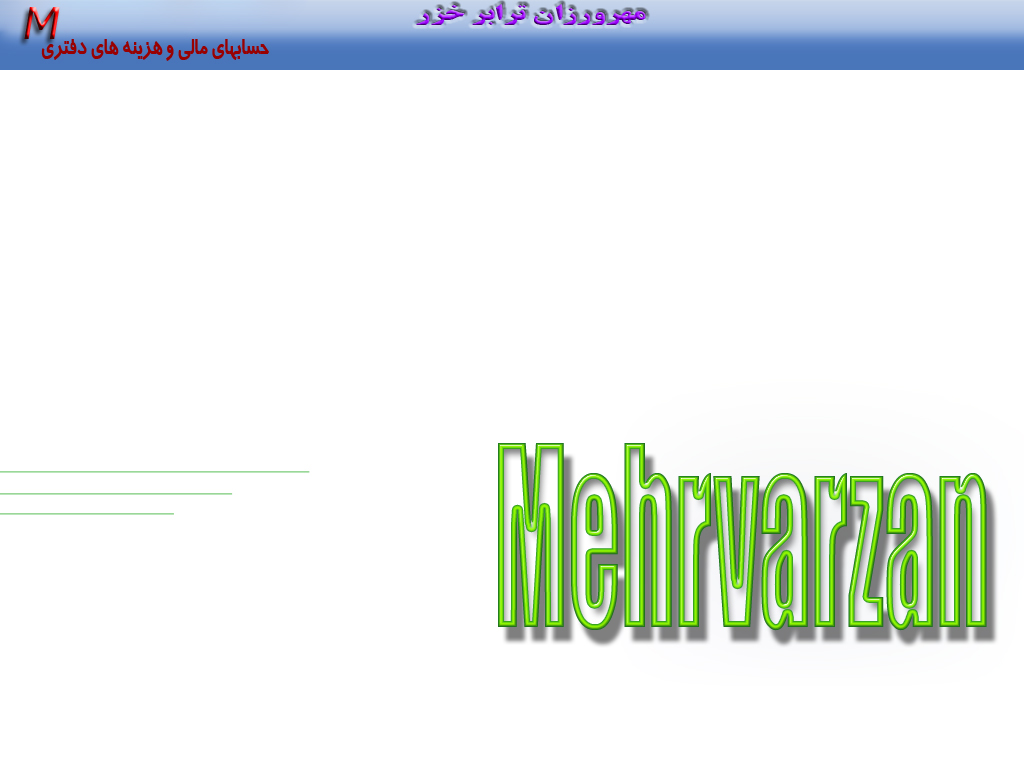 مهرورزان ترابر خزر
M
حسابهای مالی و هزینه های دفتری
Mehrvarzan